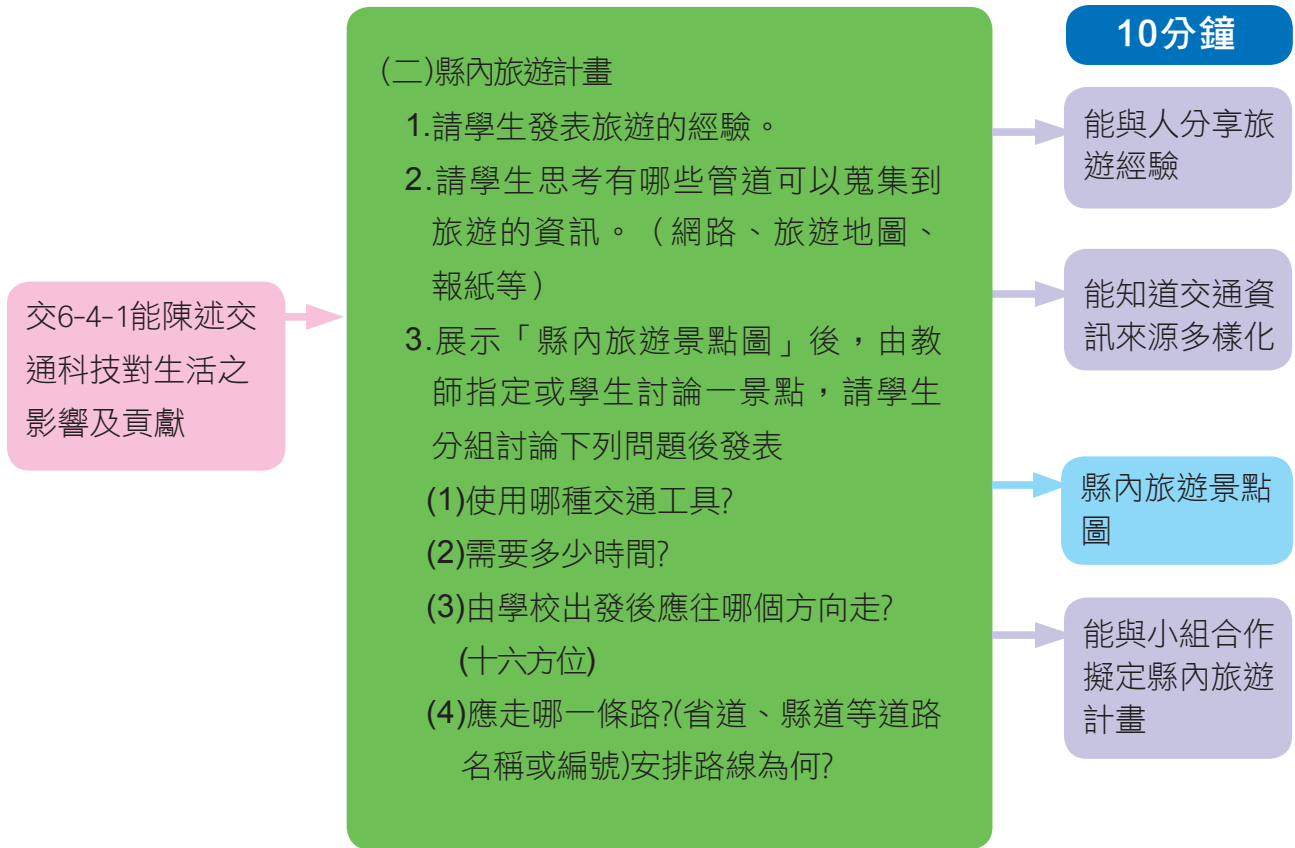 交6-4-1能陳述交
通科技對生活之
影響及貢獻
(二)縣內旅遊計畫
1.請學生發表旅遊的經驗。
2.請學生思考有哪些管道可以蒐集到
旅遊的資訊。（網路、旅遊地圖、
報紙等）
3.展示「縣內旅遊景點圖」後，由教
師指定或學生討論一景點，請學生
分組討論下列問題後發表
(1)使用哪種交通工具?
(2)需要多少時間?
(3)由學校出發後應往哪個方向走?
(十六方位)
(4)應走哪一條路?(省道、縣道等道路
名稱或編號)安排路線為何?
10分鐘
能與人分享旅
遊經驗
能知道交通資
訊來源多樣化
縣內旅遊景點
圖
能與小組合作
擬定縣內旅遊
計畫